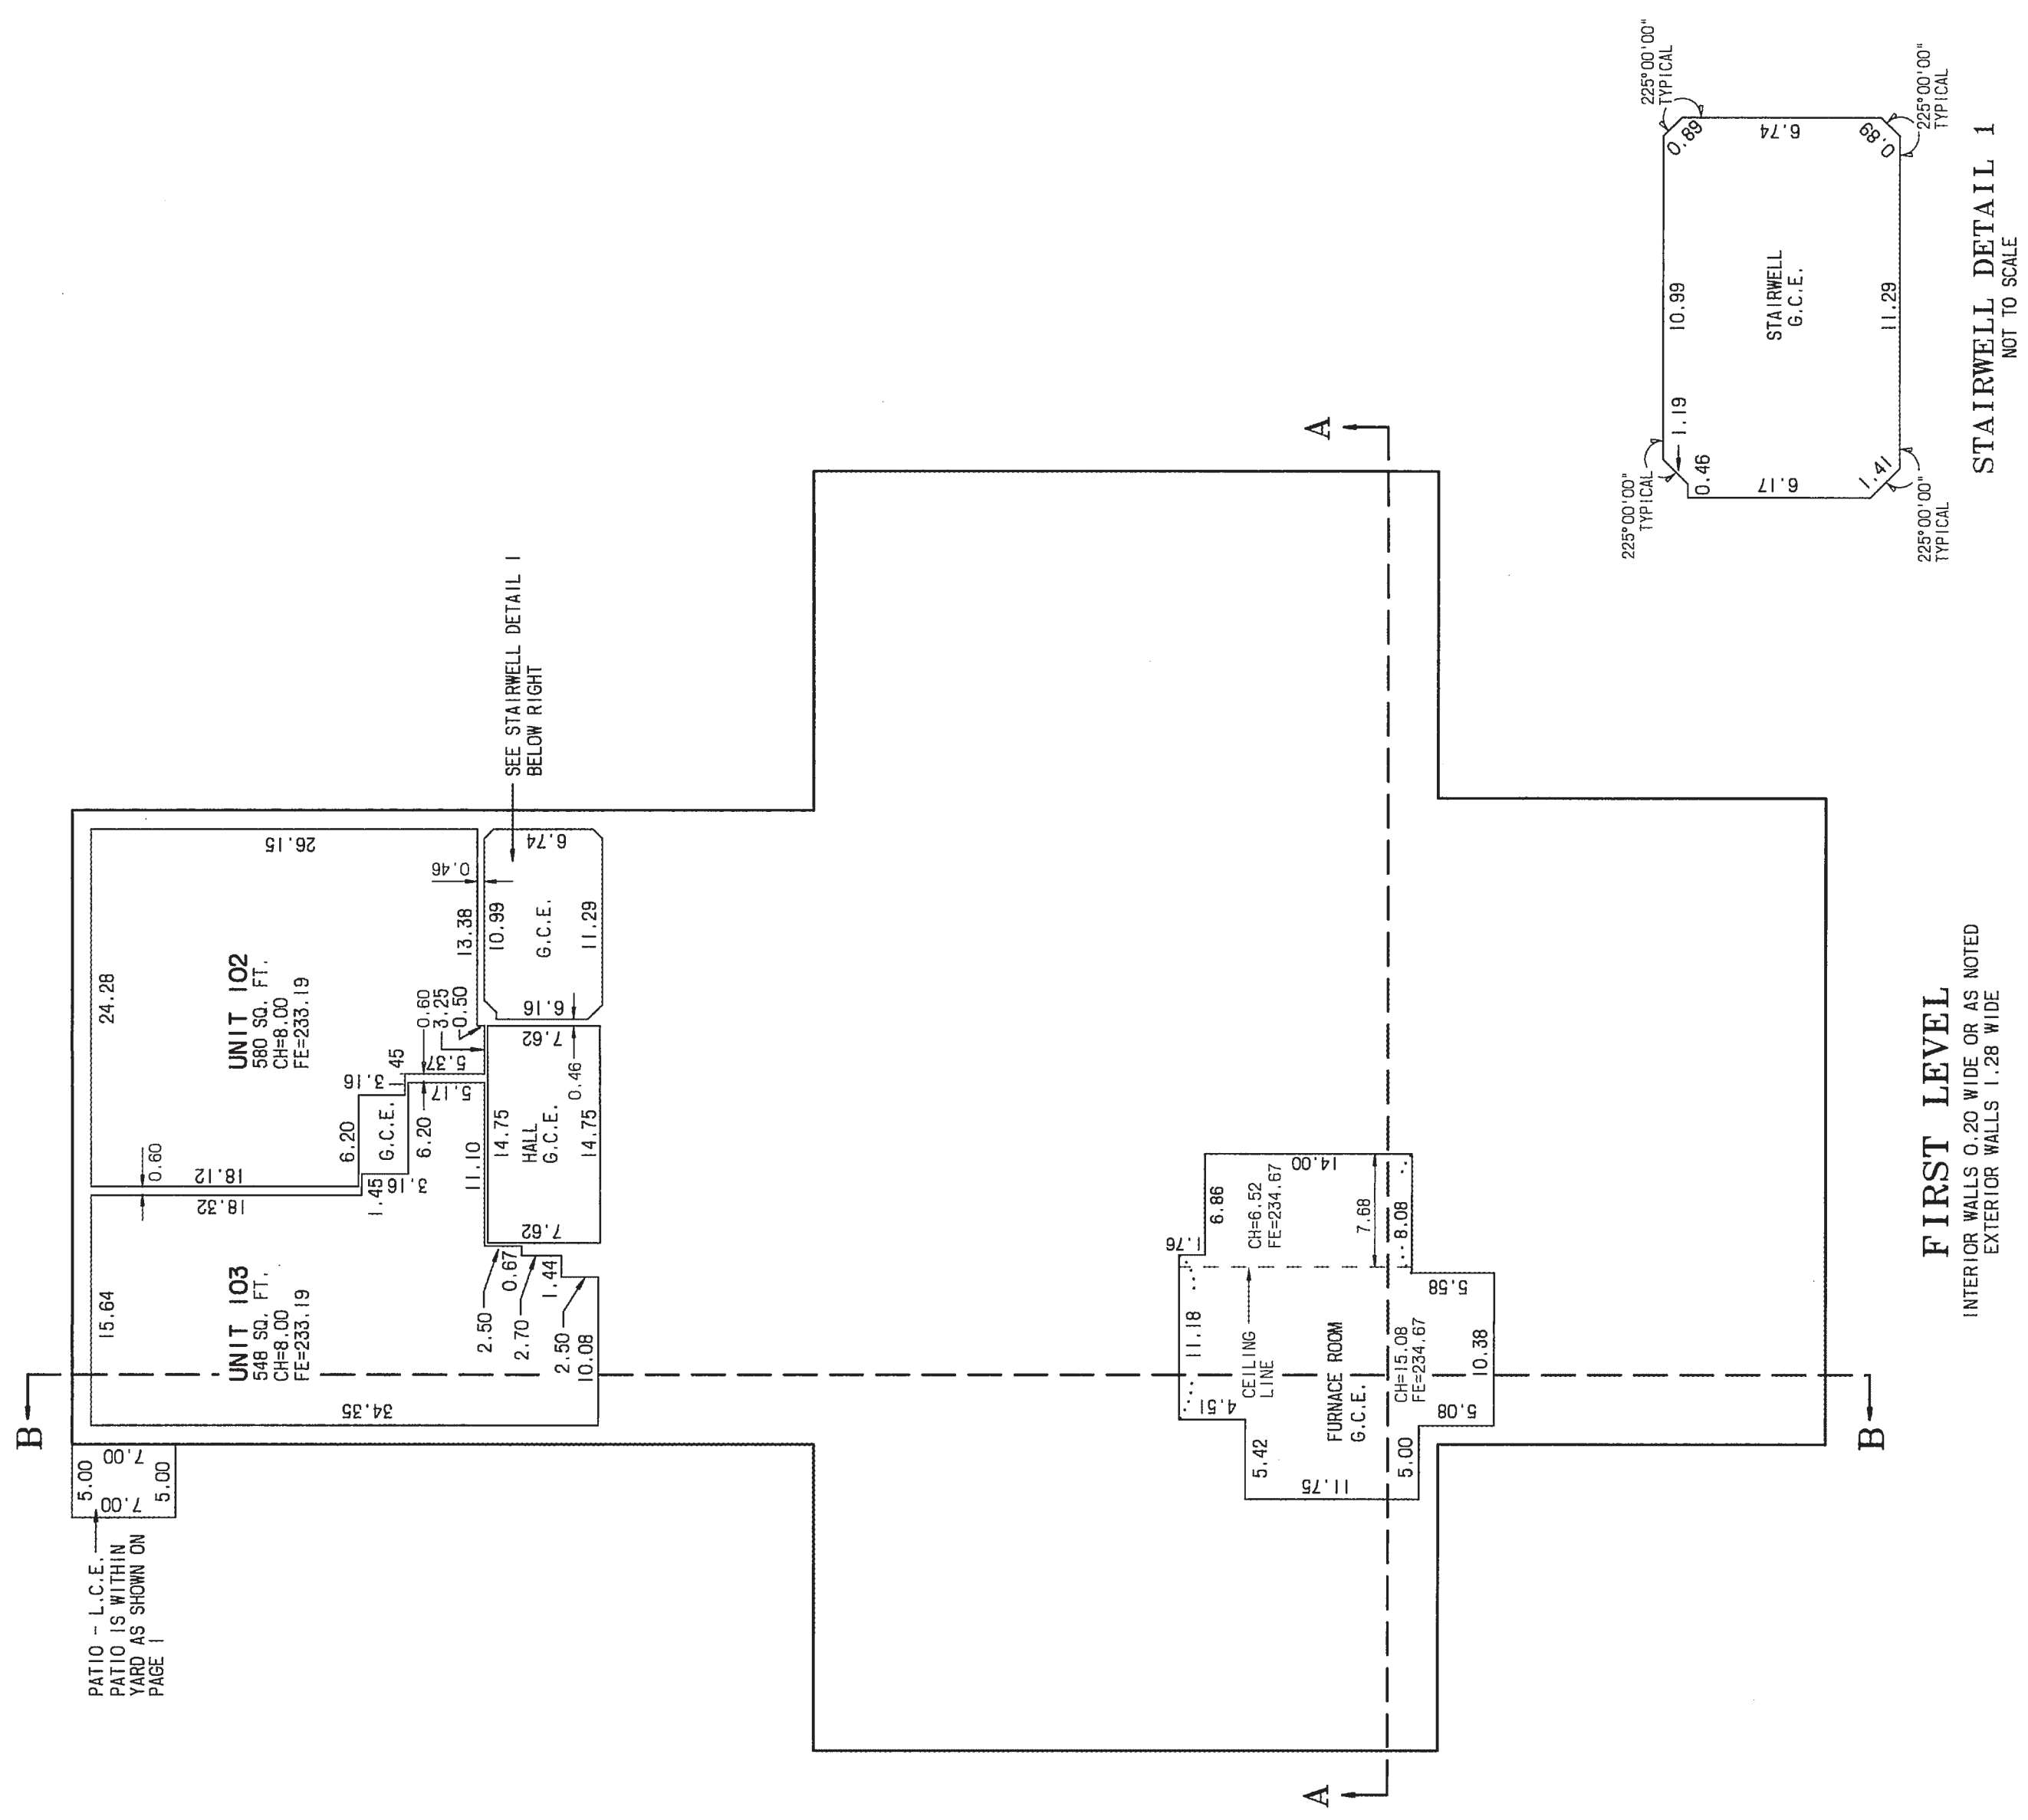 PATIO - L.C.E.
PATIO IS WITHIN
YARD AS SHOWN ON
PAGE 1
5.00
7.00
7.00
5.00
B
15.64
UNIT 103
548 SQ. FT.
CH=8.00
FE=233.19
34.35
18.32
1.45
3.16
6.20
5.17
11.10
2.50
0.67
2.70
1.44
2.50
10.08
0.60
24.28
UNIT 102
580 SQ. FT.
CH=8.00
FE=233.19
26.15
18.12
6.20
G.C.E.
3.16
1.45
5.37
0.60
3.25
0.50
13.38
0.46
14.75
HALL
G.C.E.
14.75
7.62
7.62
0.46
10.99
G.C.E.
11.29
6.16
6.74
SEE STAIRWELL DETAIL 1
BELOW RIGHT
A
A
1.76
6.86
CH=6.52
FE=234.67
14.00
7.68
8.08
11.18
CEILING
LINE
4.51
5.42
FURNACE ROOM
G.C.E.
CH=15.08
FE=234.67
11.75
5.00
5.08
10.38
5.58
B
FIRST LEVEL
INTERIOR WALLS 0.20 WIDE OR AS NOTED
EXTERIOR WALLS 1.28 WIDE
225°00'00"
TYPICAL
225°00'00"
TYPICAL
0.46
1.19
10.99
0.89
6.17
STAIRWELL
G.C.E.
6.74
1.41
11.29
0.89
225°00'00"
TYPICAL
225°00'00"
TYPICAL
STAIRWELL DETAIL 1
NOT TO SCALE